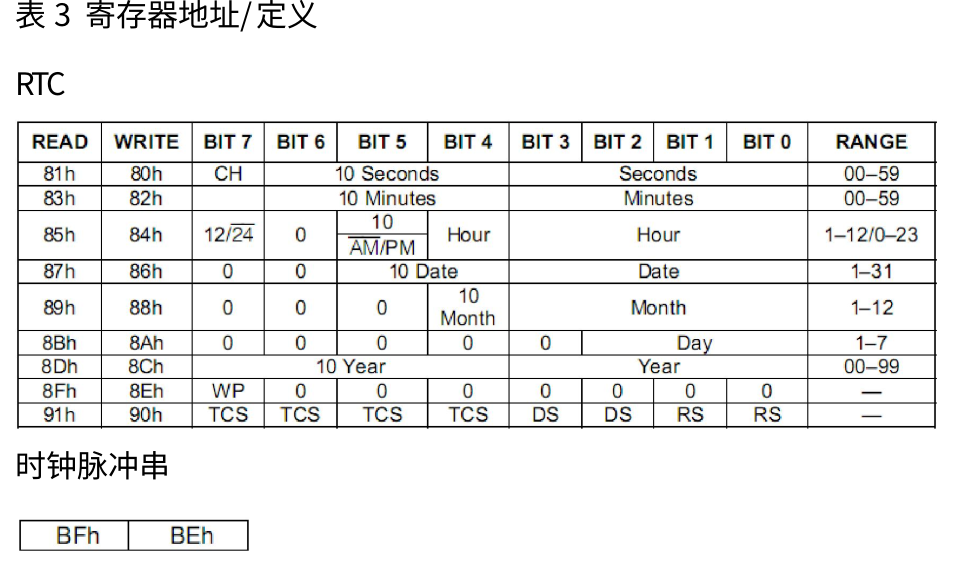 表 3 寄存器地址/定义
RTC
READ WRITE BIT 7 BIT 6 BIT 5 BIT 4 BIT 3 BIT 2 BIT 1 BIT 0 RANGE
81h 80h CH 10 Seconds Seconds 00–59
83h 82h 10 Minutes Minutes 00–59
85h 84h 12/24 0 10 AM/PM Hour Hour 1–12/0–23
87h 86h 0 0 10 Date Date 1–31
89h 88h 0 0 0 10 Month Month 1–12
8Bh 8Ah 0 0 0 0 0 Day 1–7
8Dh 8Ch 10 Year Year 00–99
8Fh 8Eh WP 0 0 0 0 0 0 0 —
91h 90h TCS TCS TCS TCS DS DS RS RS —
时钟脉冲串
BFh BEh